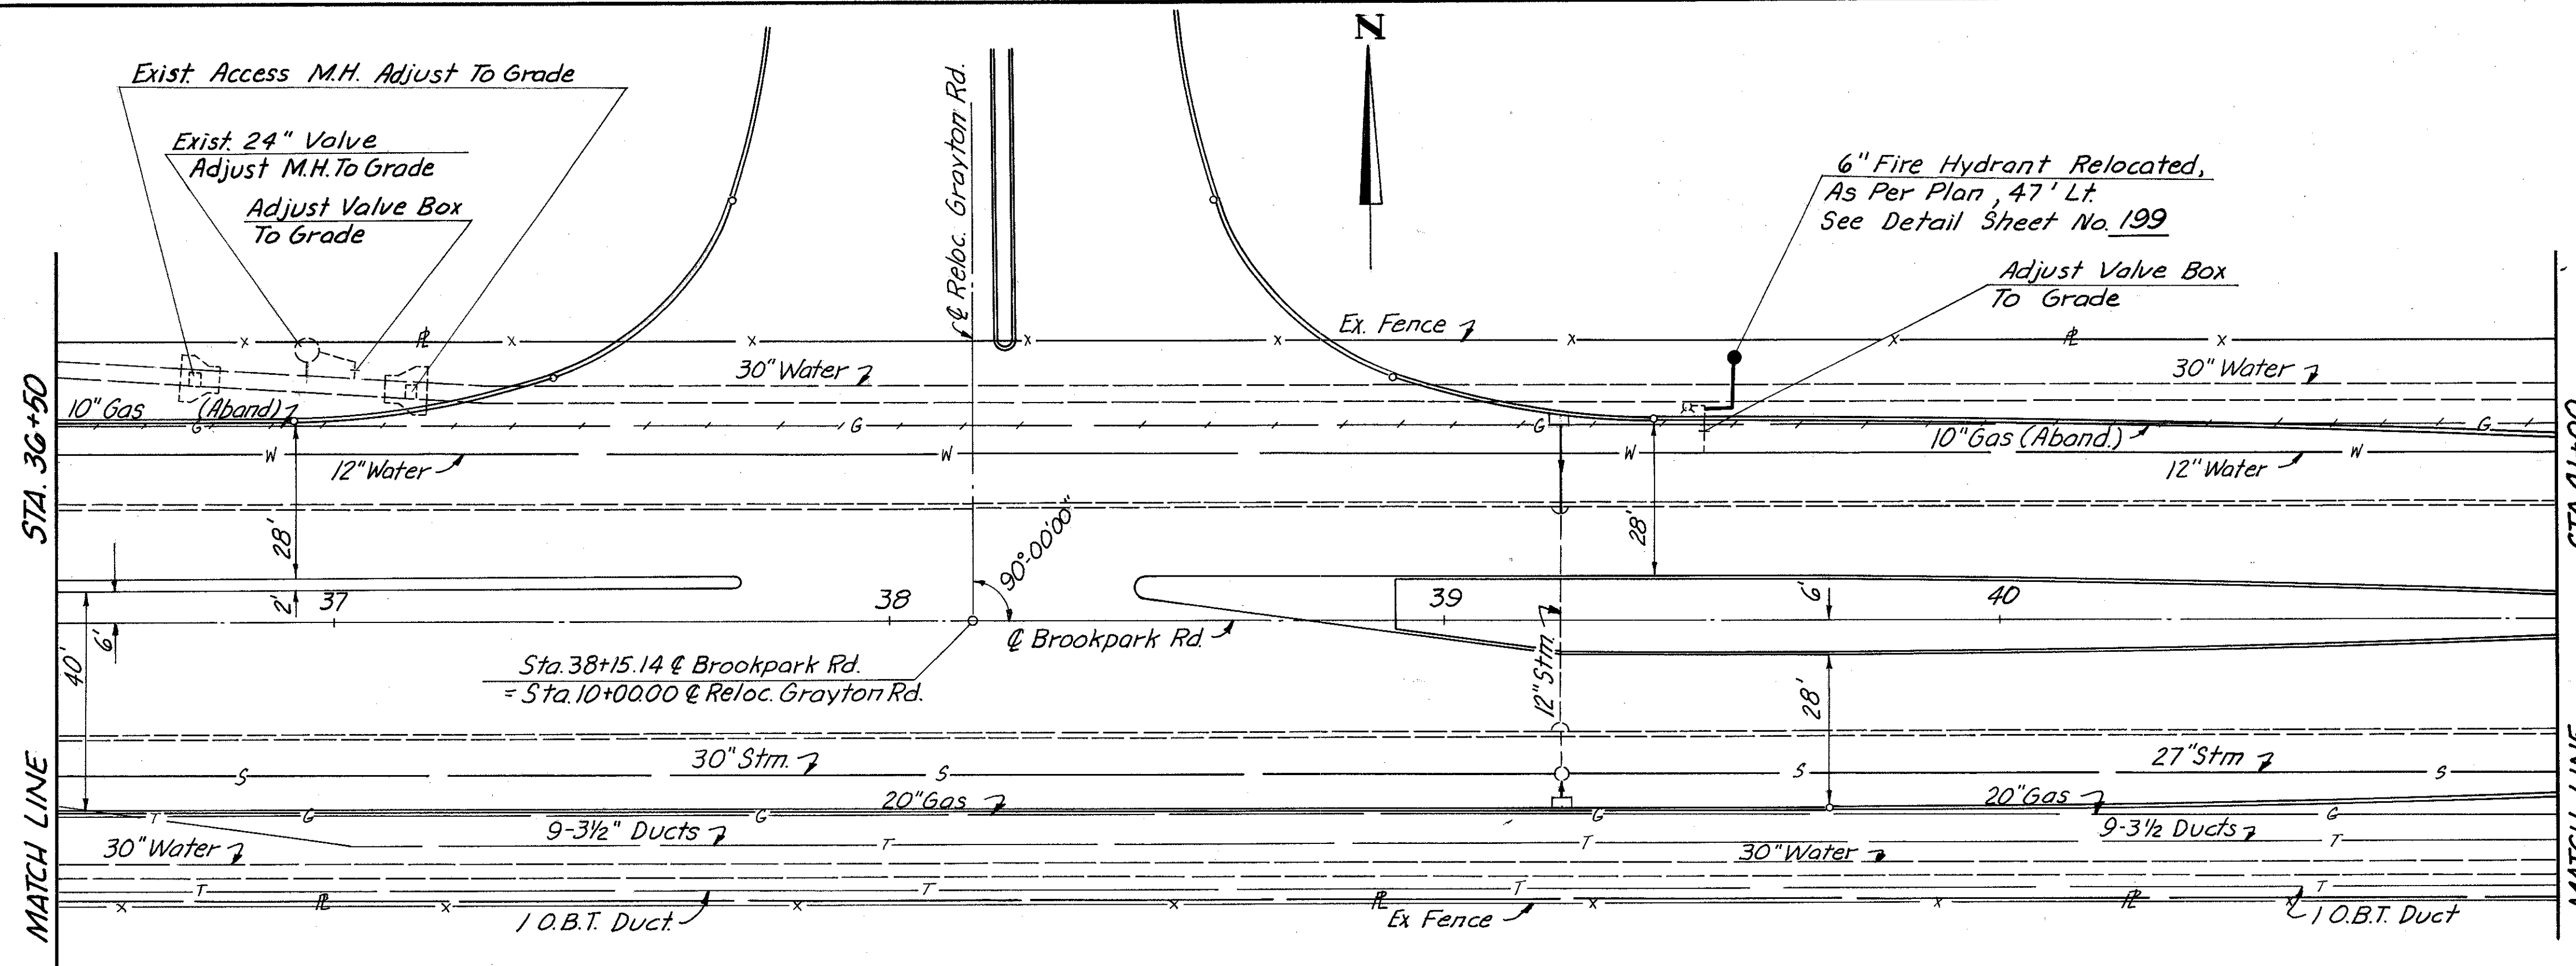 Exist. Access M.H. Adjust To Grade
Exist. 24" Valve
Adjust M.H. To Grade
Adjust Valve Box
To Grade
℄ Reloc. Grayton Rd.
N
6" Fire Hydrant Relocated,
As Per Plan, 47' Lt.
See Detail Sheet No. 199
Adjust Valve Box
To Grade
Ex. Fence
30" Water
30" Water
10" Gas (Aband)
10" Gas (Aband.)
12" Water
12" Water
STA. 36+50
MATCH LINE
28'
2'
6'
40'
37
38
39
40
90°-00'00"
℄ Brookpark Rd.
Sta. 38+15.14 ℄ Brookpark Rd.
= Sta. 10+00.00 ℄ Reloc. Grayton Rd.
12" Stm.
28'
6'
28'
30" Stm.
27" Stm
20" Gas
20" Gas
9-3½" Ducts
9-3½ Ducts
30" Water
30" Water
1 O.B.T. Duct
Ex Fence
1 O.B.T. Duct